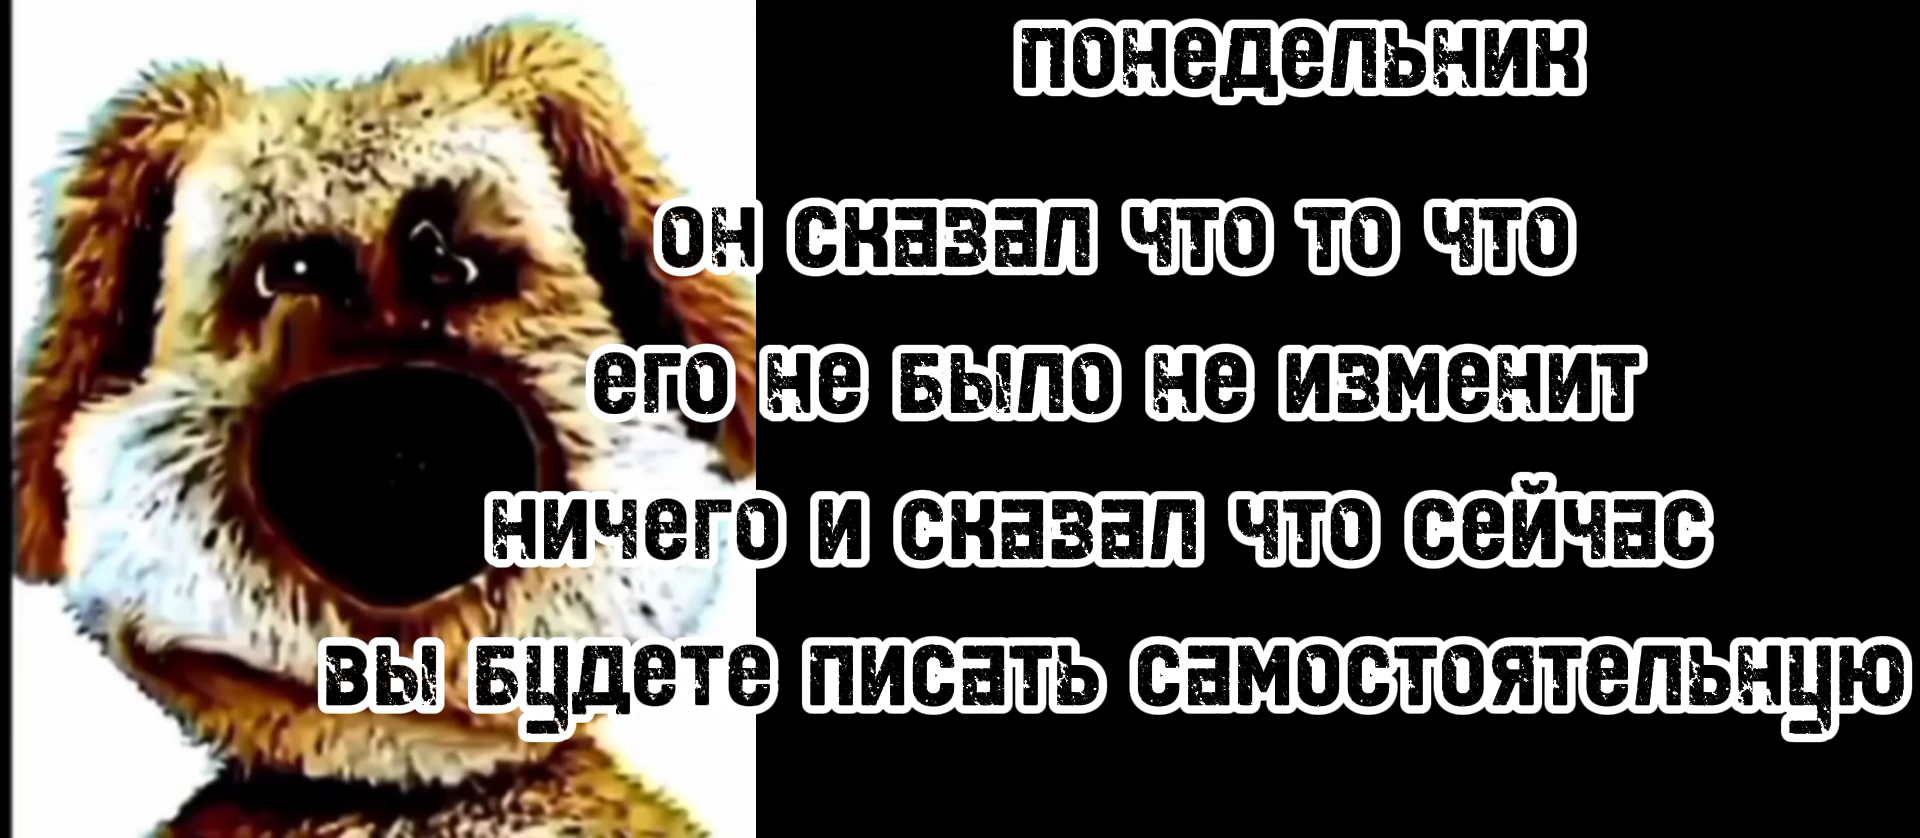 понедельник
он сказал что то что
его не было не изменит
ничего и сказал что сейчас
вы будете писать самостоятельную